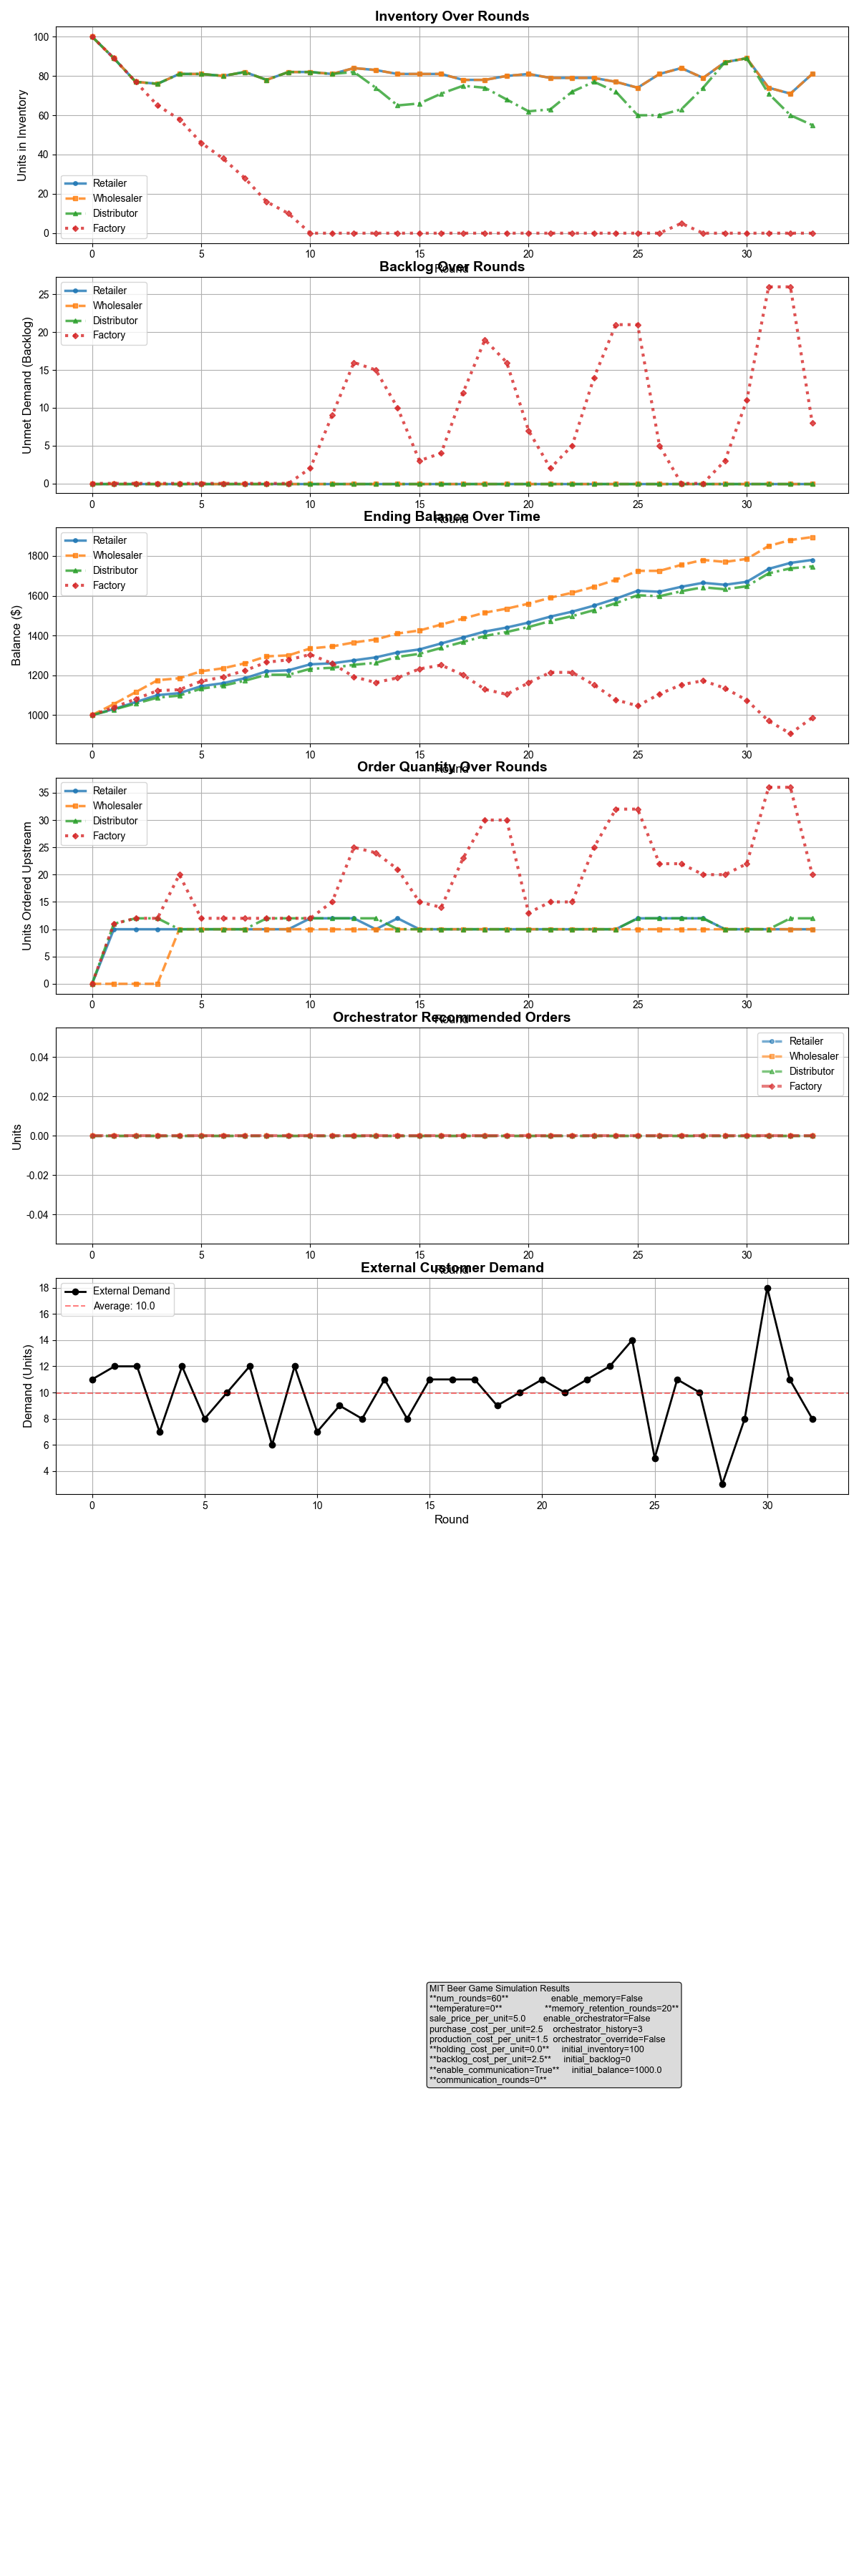 Inventory Over Rounds
Units in Inventory
100
80
60
40
20
0
Retailer
Wholesaler
Distributor
Factory
0 5 10 15 20 25 30
Round
Backlog Over Rounds
Unmet Demand (Backlog)
25
20
15
10
5
0
Retailer
Wholesaler
Distributor
Factory
0 5 10 15 20 25 30
Round
Ending Balance Over Time
Balance ($)
1800
1600
1400
1200
1000
Retailer
Wholesaler
Distributor
Factory
0 5 10 15 20 25 30
Round
Order Quantity Over Rounds
Units Ordered Upstream
35
30
25
20
15
10
5
0
Retailer
Wholesaler
Distributor
Factory
0 5 10 15 20 25 30
Round
Orchestrator Recommended Orders
Units
0.04
0.02
0.00
-0.02
-0.04
Retailer
Wholesaler
Distributor
Factory
0 5 10 15 20 25 30
Round
External Customer Demand
Demand (Units)
18
16
14
12
10
8
6
4
External Demand
Average: 10.0
0 5 10 15 20 25 30
Round
MIT Beer Game Simulation Results
**num_rounds=60** enable_memory=False
**temperature=0** **memory_retention_rounds=20**
sale_price_per_unit=5.0 enable_orchestrator=False
purchase_cost_per_unit=2.5 orchestrator_history=3
production_cost_per_unit=1.5 orchestrator_override=False
**holding_cost_per_unit=0.0** initial_inventory=100
**backlog_cost_per_unit=2.5** initial_backlog=0
**enable_communication=True** initial_balance=1000.0
**communication_rounds=0**